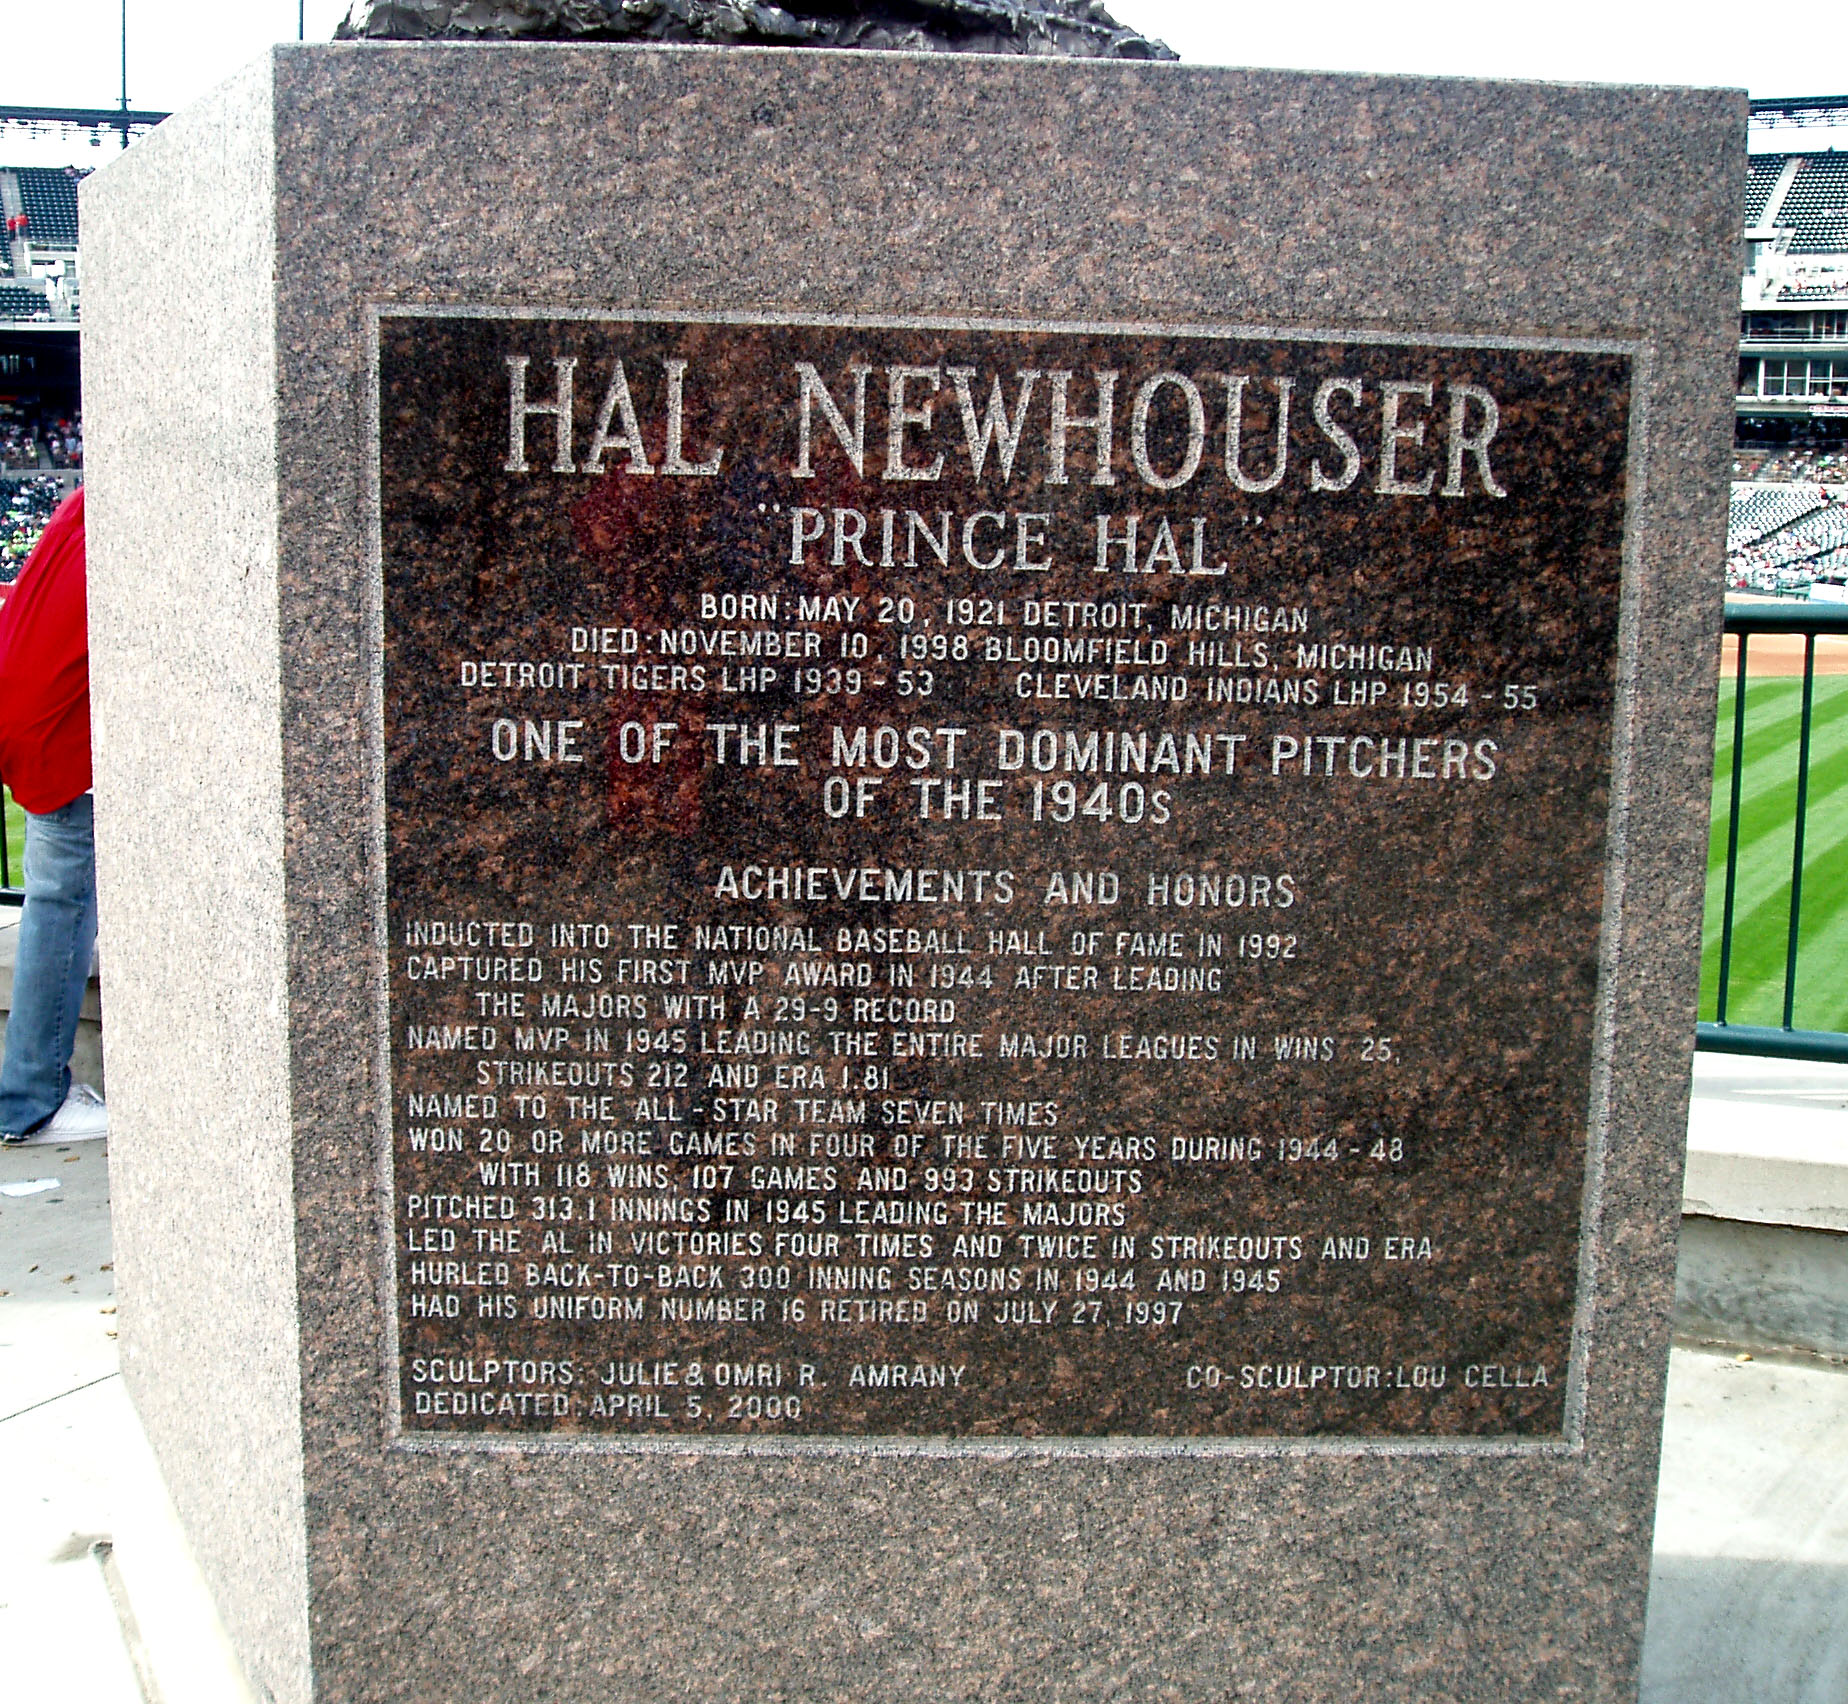 HAL NEWHOUSER
"PRINCE HAL"
BORN: MAY 20, 1921 DETROIT, MICHIGAN
DIED: NOVEMBER 10, 1998 BLOOMFIELD HILLS, MICHIGAN
DETROIT TIGERS LHP 1939 - 53 CLEVELAND INDIANS LHP 1954 - 55
ONE OF THE MOST DOMINANT PITCHERS
OF THE 1940s
ACHIEVEMENTS AND HONORS
INDUCTED INTO THE NATIONAL BASEBALL HALL OF FAME IN 1992
CAPTURED HIS FIRST MVP AWARD IN 1944 AFTER LEADING
THE MAJORS WITH A 29-9 RECORD
NAMED MVP IN 1945 LEADING THE ENTIRE MAJOR LEAGUES IN WINS 25,
STRIKEOUTS 212 AND ERA 1.81
NAMED TO THE ALL - STAR TEAM SEVEN TIMES
WON 20 OR MORE GAMES IN FOUR OF THE FIVE YEARS DURING 1944 - 48
WITH 118 WINS, 107 GAMES AND 993 STRIKEOUTS
PITCHED 313.1 INNINGS IN 1945 LEADING THE MAJORS
LED THE AL IN VICTORIES FOUR TIMES AND TWICE IN STRIKEOUTS AND ERA
HURLED BACK-TO-BACK 300 INNING SEASONS IN 1944 AND 1945
HAD HIS UNIFORM NUMBER 16 RETIRED ON JULY 27, 1997
SCULPTORS: JULIE & OMRI R. AMRANY CO-SCULPTOR: LOU CELLA
DEDICATED: APRIL 5, 2000